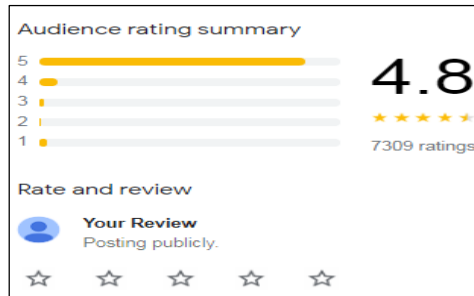 Audience rating summary
5
4
3
2
1
4.8
7309 ratings
Rate and review
Your Review
Posting publicly.